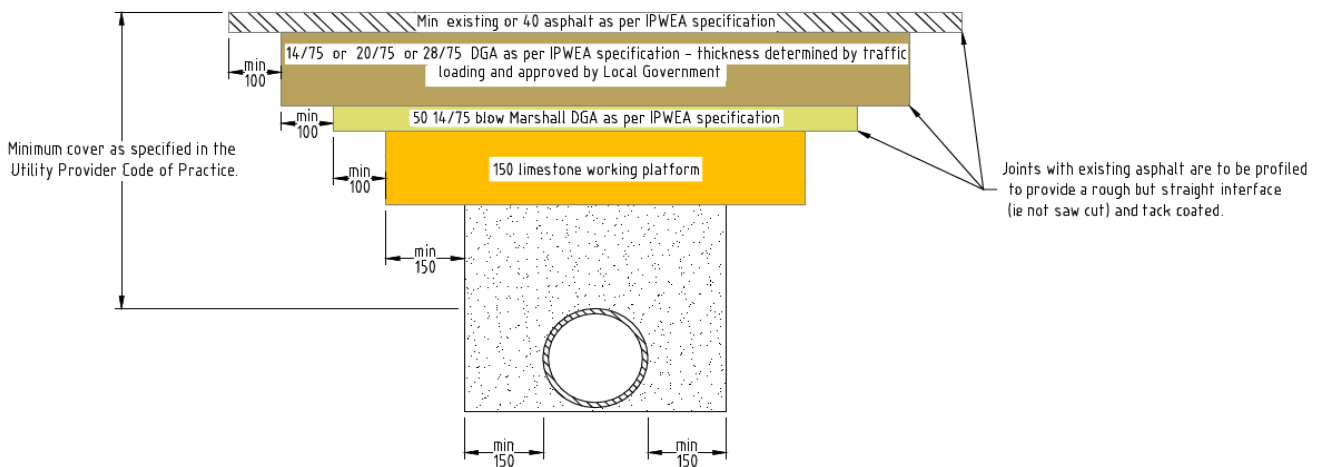 Min existing or 40 asphalt as per IPWEA specification
14/75 or 20/75 or 28/75 DGA as per IPWEA specification - thickness determined by traffic
loading and approved by Local Government
min
100
50 14/75 blow Marshall DGA as per IPWEA specification
min
100
Minimum cover as specified in the
Utility Provider Code of Practice.
150 limestone working platform
min
100
Joints with existing asphalt are to be profiled
to provide a rough but straight interface
(ie not saw cut) and tack coated.
min
150
min
150
min
150